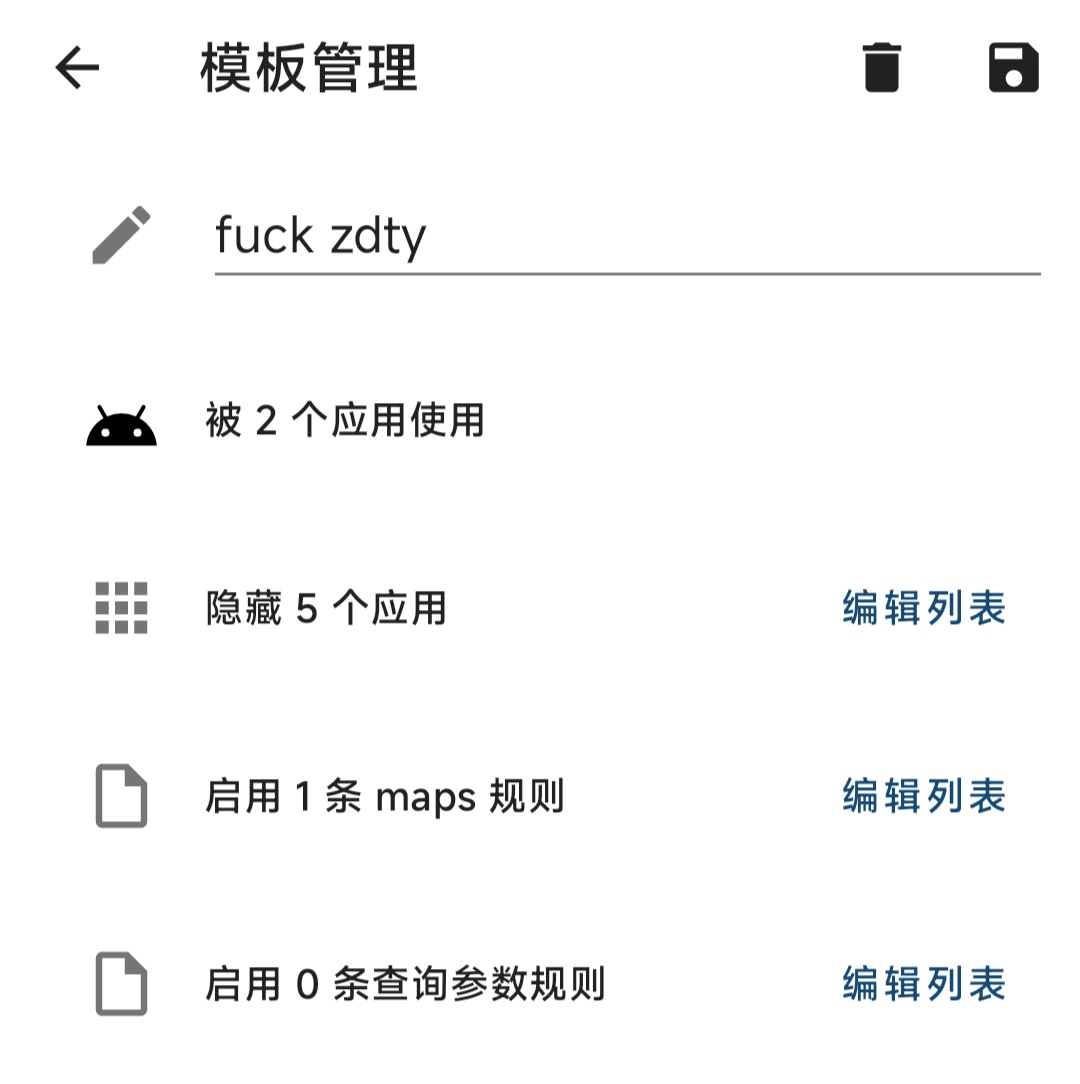 模板管理
fuck zdty
被 2 个应用使用
隐藏 5 个应用 编辑列表
启用 1 条 maps 规则 编辑列表
启用 0 条查询参数规则 编辑列表